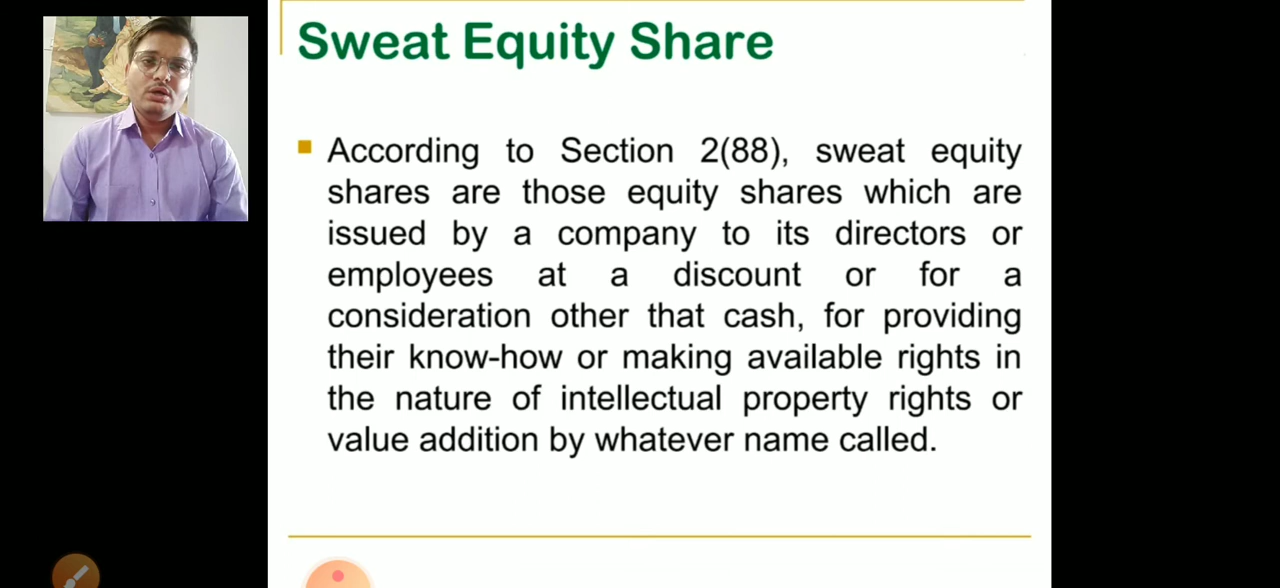 Sweat Equity Share
According to Section 2(88), sweat equity
shares are those equity shares which are
issued by a company to its directors or
employees at a discount or for a
consideration other that cash, for providing
their know-how or making available rights in
the nature of intellectual property rights or
value addition by whatever name called.